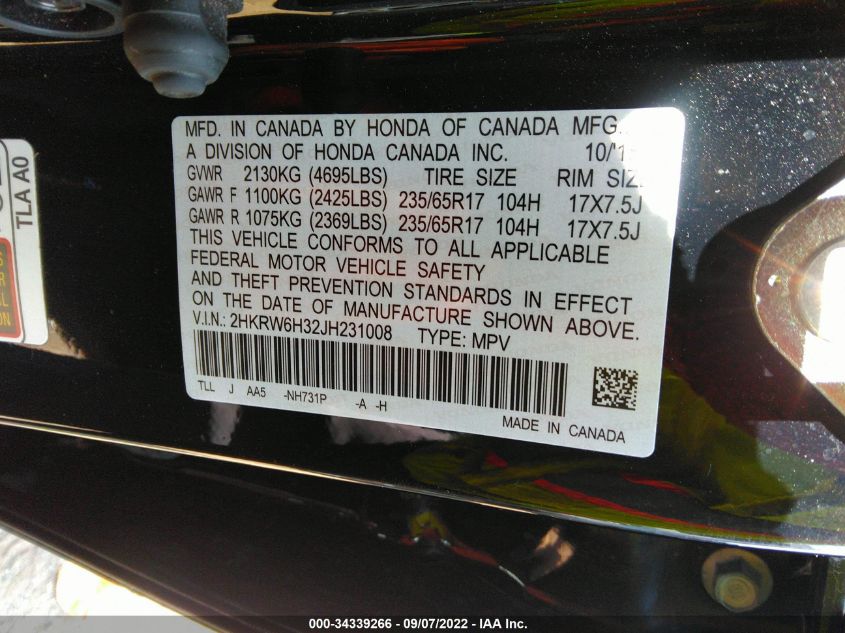 MFD. IN CANADA BY HONDA OF CANADA MFG.,
A DIVISION OF HONDA CANADA INC. 10/'1
GVWR 2130KG (4695LBS) TIRE SIZE RIM SIZE
GAWR F 1100KG (2425LBS) 235/65R17 104H 17X7.5J
GAWR R 1075KG (2369LBS) 235/65R17 104H 17X7.5J
THIS VEHICLE CONFORMS TO ALL APPLICABLE
FEDERAL MOTOR VEHICLE SAFETY
AND THEFT PREVENTION STANDARDS IN EFFECT
ON THE DATE OF MANUFACTURE SHOWN ABOVE.
V.I.N.: 2HKRW6H32JH231008 TYPE: MPV
TLL J AA5 -NH731P -A -H
MADE IN CANADA
TLA A0
000-34339266 - 09/07/2022 - IAA Inc.